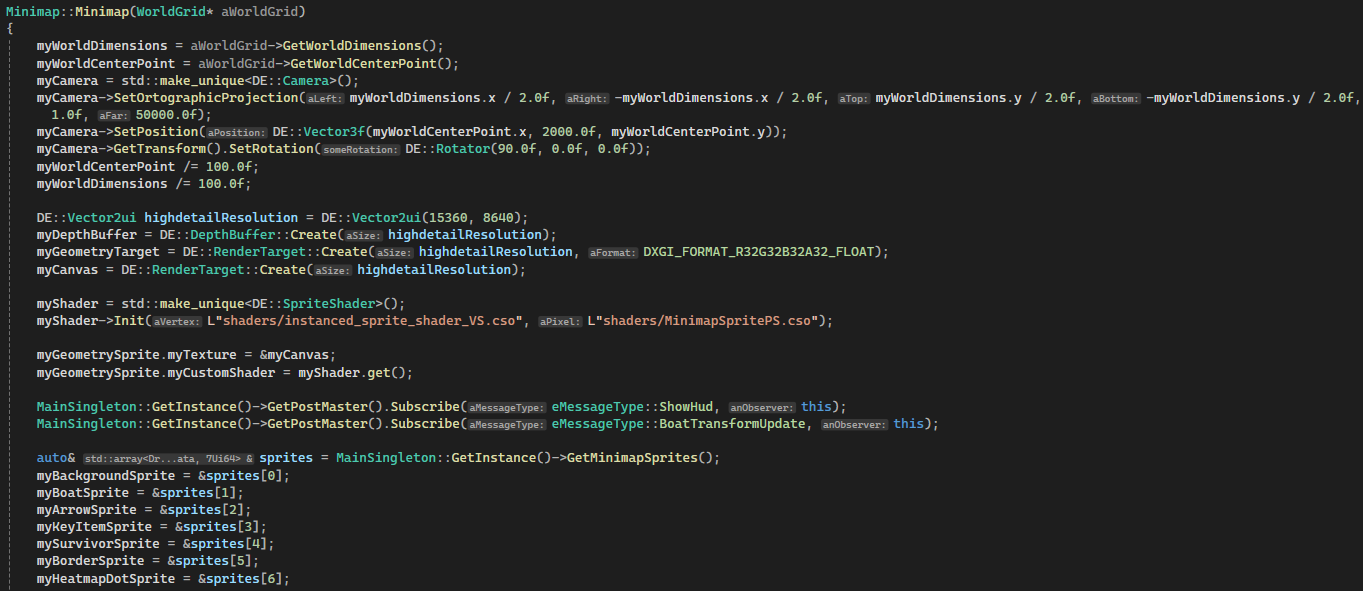 Minimap::Minimap(WorldGrid* aWorldGrid)
{
myWorldDimensions = aWorldGrid->GetWorldDimensions();
myWorldCenterPoint = aWorldGrid->GetWorldCenterPoint();
myCamera = std::make_unique<DE::Camera>();
myCamera->SetOrtographicProjection(aLeft: myWorldDimensions.x / 2.0f, aRight: -myWorldDimensions.x / 2.0f, aTop: myWorldDimensions.y / 2.0f, aBottom: -myWorldDimensions.y / 2.0f,
1.0f, aFar: 50000.0f);
myCamera->SetPosition(aPosition: DE::Vector3f(myWorldCenterPoint.x, 2000.0f, myWorldCenterPoint.y));
myCamera->GetTransform().SetRotation(someRotation: DE::Rotator(90.0f, 0.0f, 0.0f));
myWorldCenterPoint /= 100.0f;
myWorldDimensions /= 100.0f;
DE::Vector2ui highdetailResolution = DE::Vector2ui(15360, 8640);
myDepthBuffer = DE::DepthBuffer::Create(aSize: highdetailResolution);
myGeometryTarget = DE::RenderTarget::Create(aSize: highdetailResolution, aFormat: DXGI_FORMAT_R32G32B32A32_FLOAT);
myCanvas = DE::RenderTarget::Create(aSize: highdetailResolution);
myShader = std::make_unique<DE::SpriteShader>();
myShader->Init(aVertex: L"shaders/instanced_sprite_shader_VS.cso", aPixel: L"shaders/MinimapSpritePS.cso");
myGeometrySprite.myTexture = &myCanvas;
myGeometrySprite.myCustomShader = myShader.get();
MainSingleton::GetInstance()->GetPostMaster().Subscribe(aMessageType: eMessageType::ShowHud, anObserver: this);
MainSingleton::GetInstance()->GetPostMaster().Subscribe(aMessageType: eMessageType::BoatTransformUpdate, anObserver: this);
auto& std::array<Dr...ata, 7Ui64> & sprites = MainSingleton::GetInstance()->GetMinimapSprites();
myBackgroundSprite = &sprites[0];
myBoatSprite = &sprites[1];
myArrowSprite = &sprites[2];
myKeyItemSprite = &sprites[3];
mySurvivorSprite = &sprites[4];
myBorderSprite = &sprites[5];
myHeatmapDotSprite = &sprites[6];